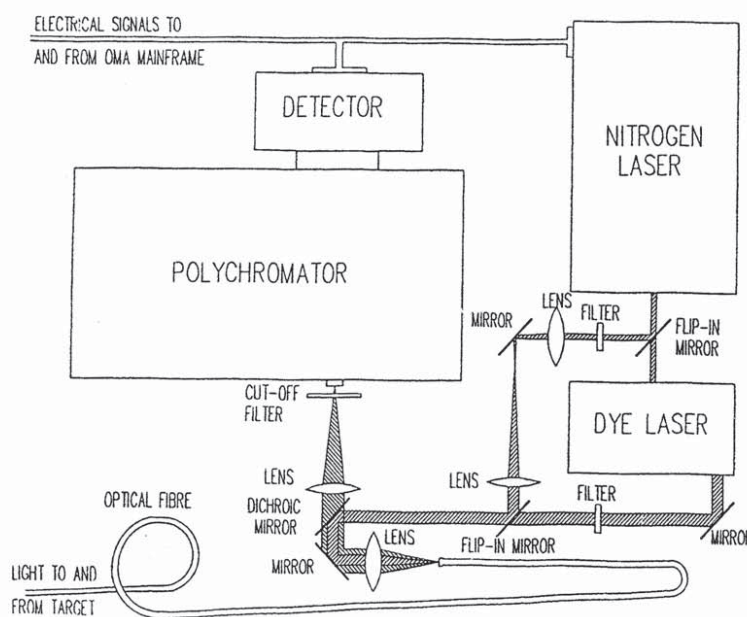 ELECTRICAL SIGNALS TO
AND FROM OMA MAINFRAME
DETECTOR
NITROGEN
LASER
POLYCHROMATOR
LENS
FILTER
MIRROR
FLIP-IN
MIRROR
CUT-OFF
FILTER
DYE LASER
LENS
LENS
OPTICAL FIBRE
DICHROIC
MIRROR
FILTER
LENS
FLIP-IN MIRROR
MIRROR
MIRROR
LIGHT TO AND
FROM TARGET